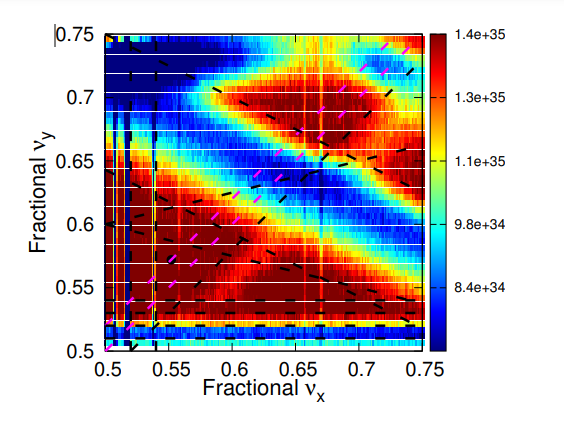 0.75
0.7
0.65
0.6
0.55
0.5
Fractional νy
0.5 0.55 0.6 0.65 0.7 0.75
Fractional νx
1.4e+35
1.3e+35
1.1e+35
9.8e+34
8.4e+34